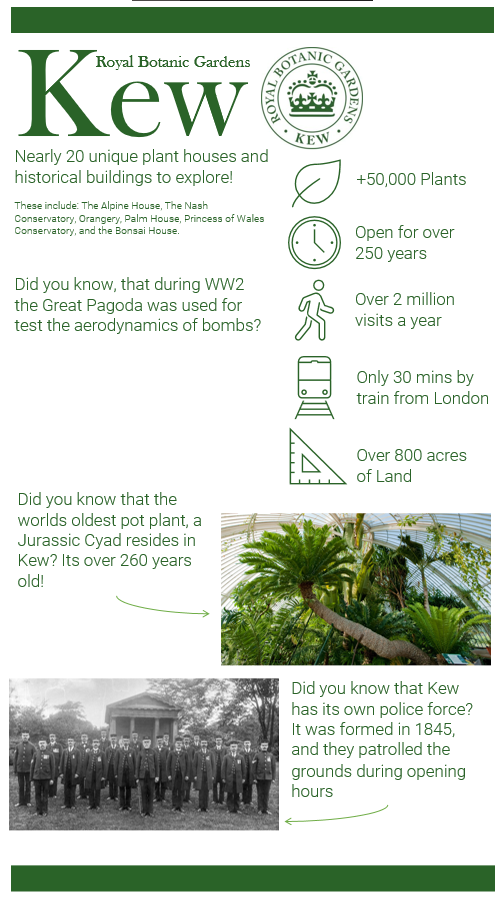 Royal Botanic Gardens
Kew
ROYAL BOTANIC GARDENS
• KEW •
Nearly 20 unique plant houses and
historical buildings to explore!
These include: The Alpine House, The Nash
Conservatory, Orangery, Palm House, Princess of Wales
Conservatory, and the Bonsai House.
Did you know, that during WW2
the Great Pagoda was used for
test the aerodynamics of bombs?
+50,000 Plants
Open for over
250 years
Over 2 million
visits a year
Only 30 mins by
train from London
Over 800 acres
of Land
Did you know that the
worlds oldest pot plant, a
Jurassic Cyad resides in
Kew? Its over 260 years
old!
Did you know that Kew
has its own police force?
It was formed in 1845,
and they patrolled the
grounds during opening
hours